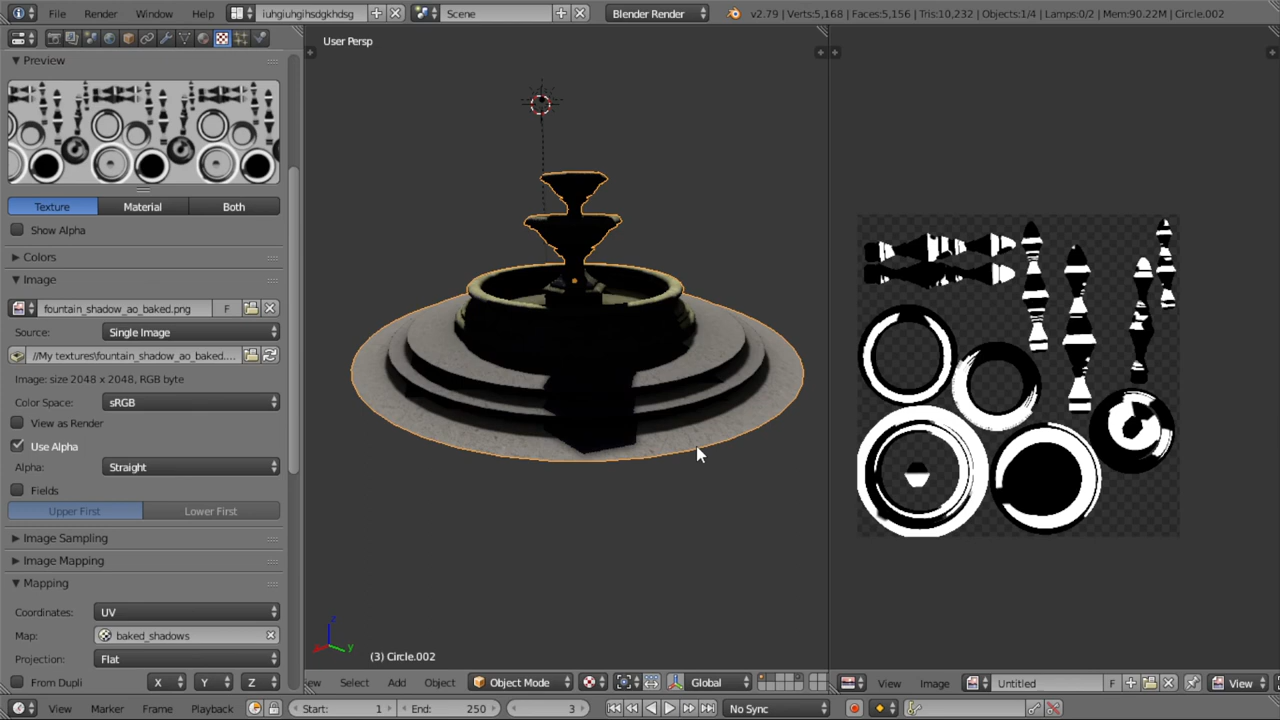 File Render Window Help iuhgiuhgihsdgkhdsg Scene Blender Render v2.79 | Verts:5,168 | Faces:5,156 | Tris:10,232 | Objects:1/4 | Lamps:0/2 | Mem:90.22M | Circle.002
Preview
Texture Material Both
Show Alpha
Colors
Image
fountain_shadow_ao_baked.png F
Source: Single Image
//My textures\fountain_shadow_ao_baked....
Image: size 2048 x 2048, RGB byte
Color Space: sRGB
View as Render
Use Alpha
Alpha: Straight
Fields
Upper First Lower First
Image Sampling
Image Mapping
Mapping
Coordinates: UV
Map: baked_shadows
Projection: Flat
From Dupli X Y Z
User Persp
z
y
(3) Circle.002
ew Select Add Object Object Mode Global
View Image Untitled F View
View Marker Frame Playback Start: 1 End: 250 3 No Sync